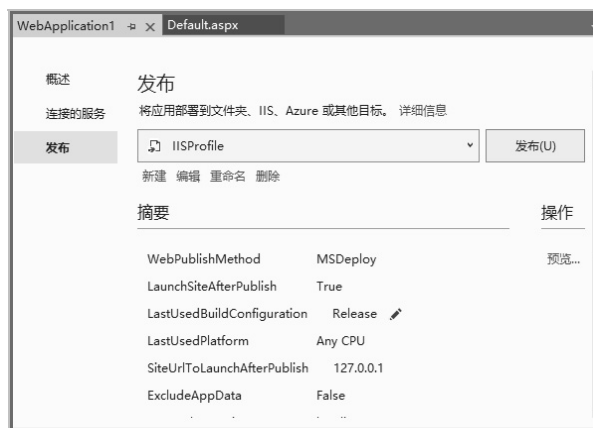 WebApplication1 Default.aspx
概述
发布
连接的服务
将应用部署到文件夹、IIS、Azure 或其他目标。 详细信息
发布
IISProfile
发布(U)
新建 编辑 重命名 删除
摘要
操作
WebPublishMethod MSDeploy
预览...
LaunchSiteAfterPublish True
LastUsedBuildConfiguration Release
LastUsedPlatform Any CPU
SiteUrlToLaunchAfterPublish 127.0.0.1
ExcludeAppData False